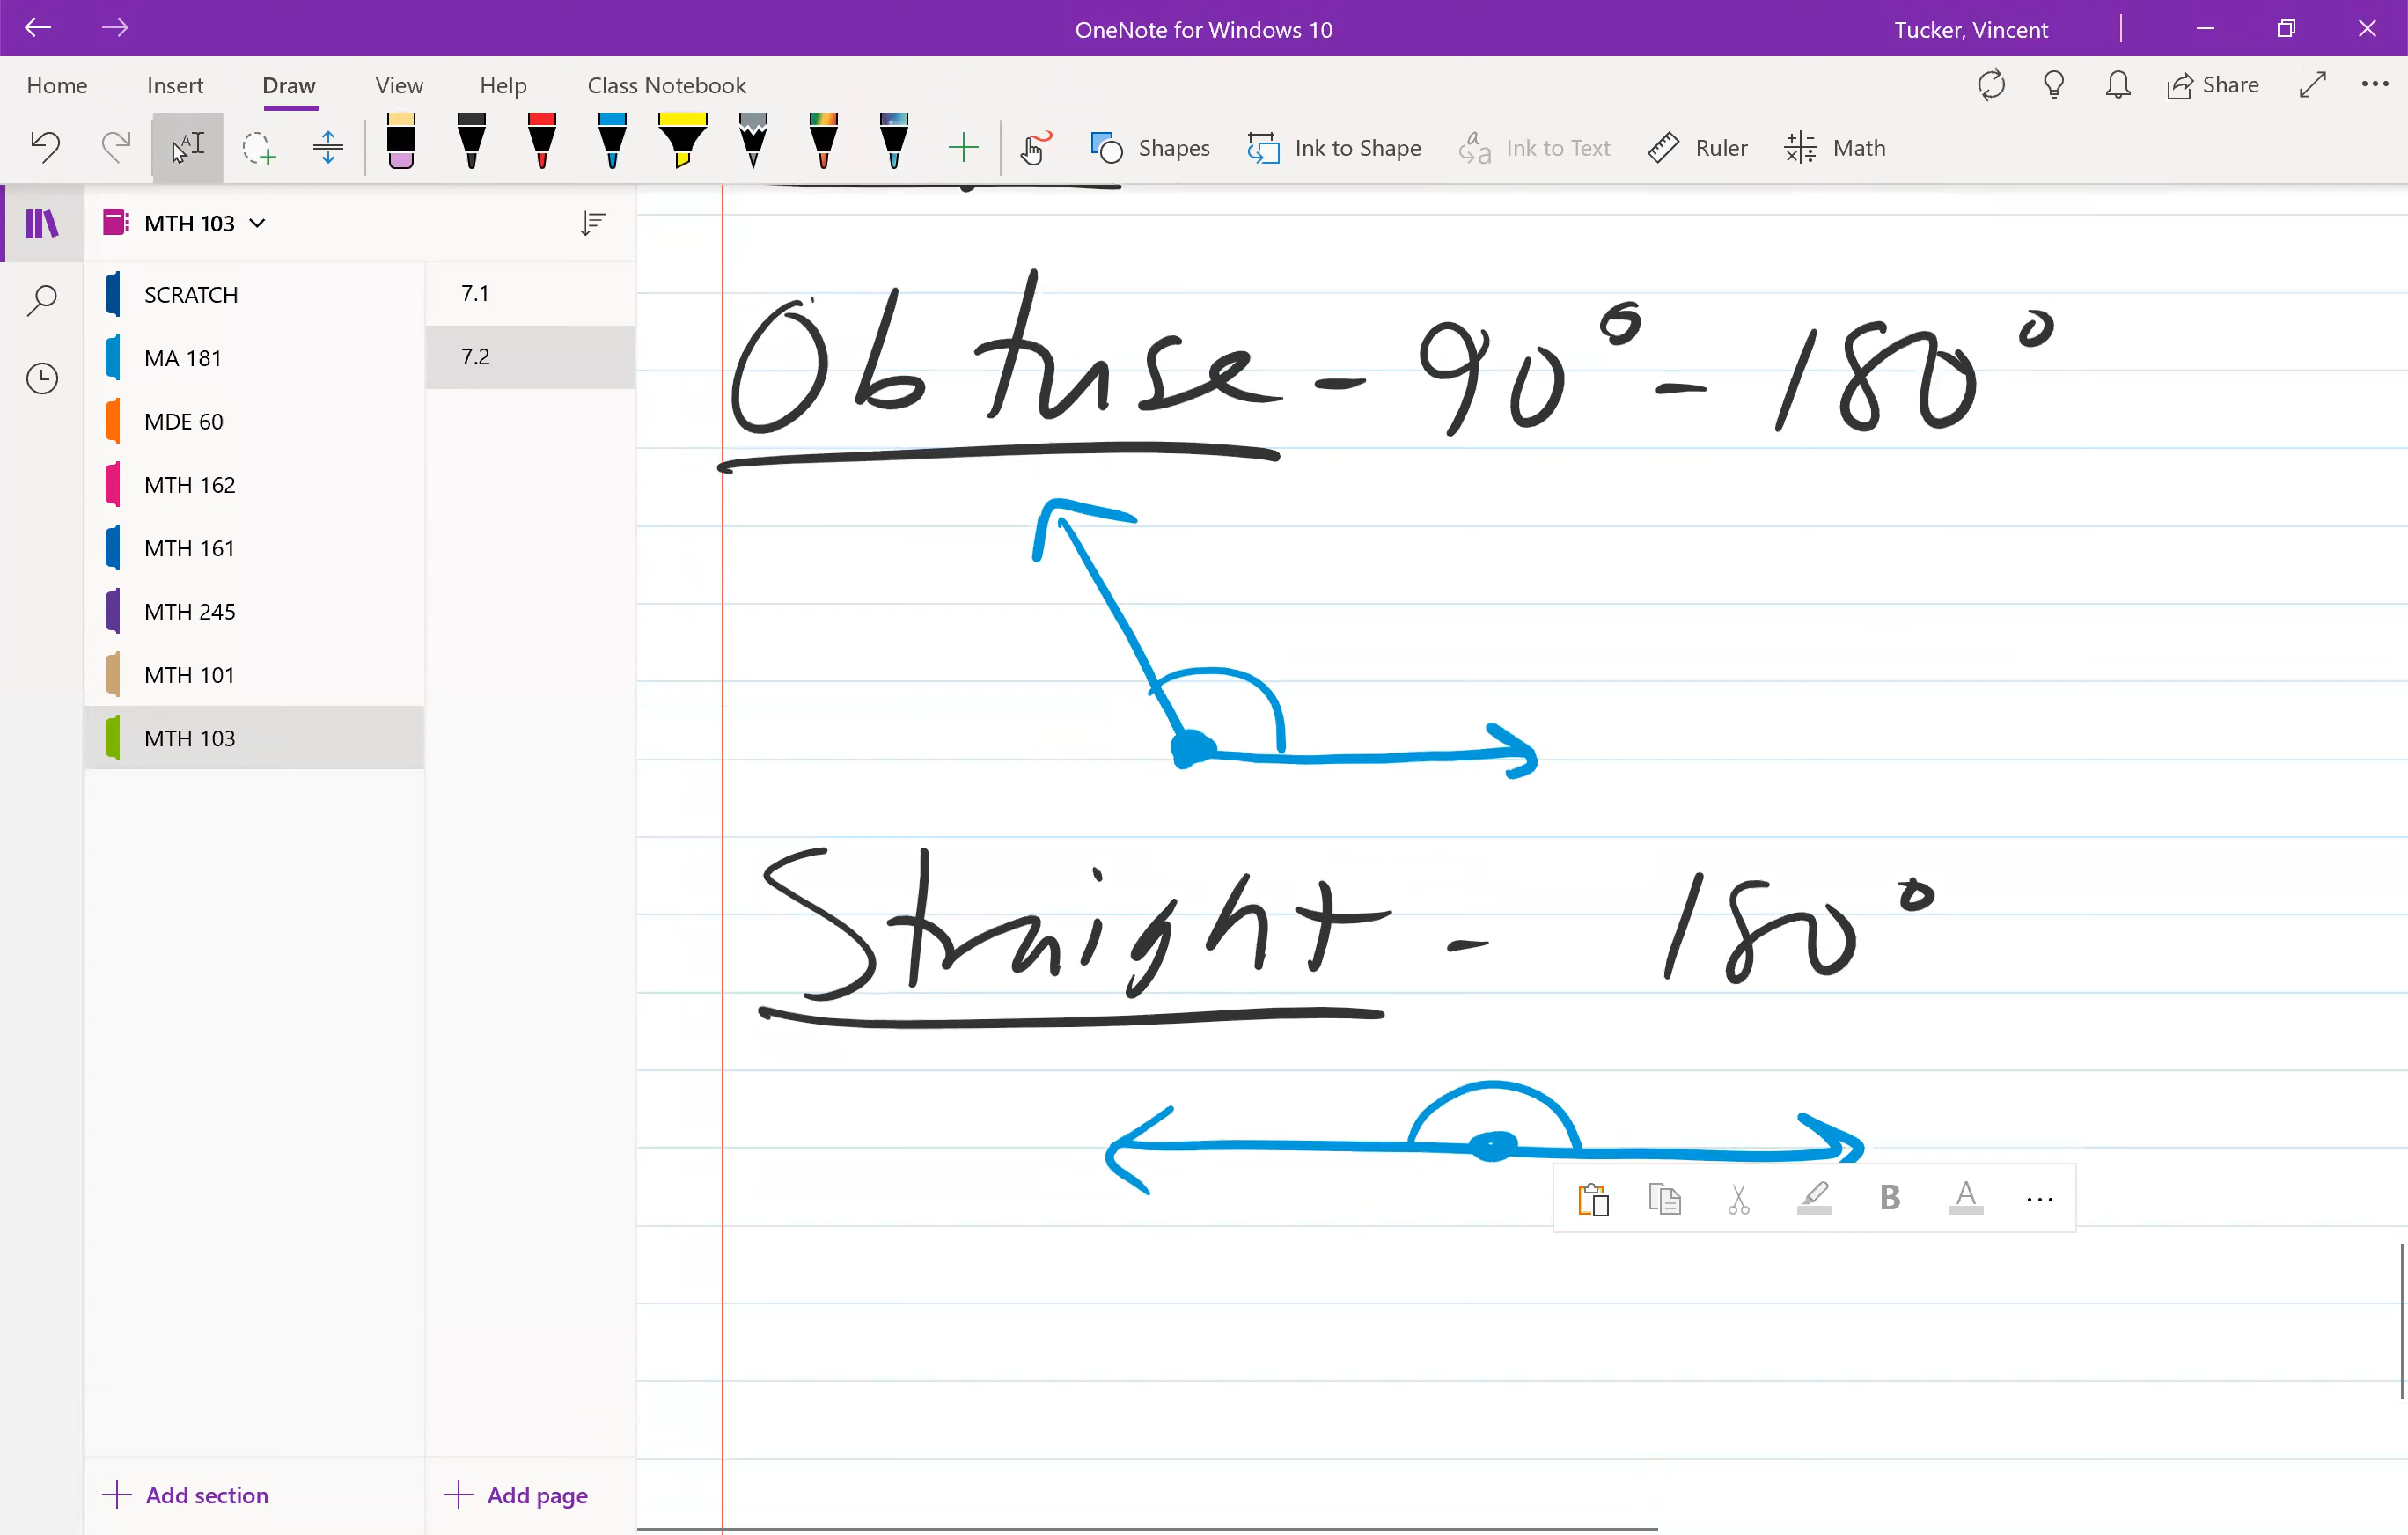 OneNote for Windows 10
Tucker, Vincent
Home Insert Draw View Help Class Notebook
Share
Shapes Ink to Shape Ink to Text Ruler Math
MTH 103
SCRATCH
MA 181
MDE 60
MTH 162
MTH 161
MTH 245
MTH 101
MTH 103
Add section
7.1
7.2
Add page
Obtuse - 90° - 180°
Straight - 180°